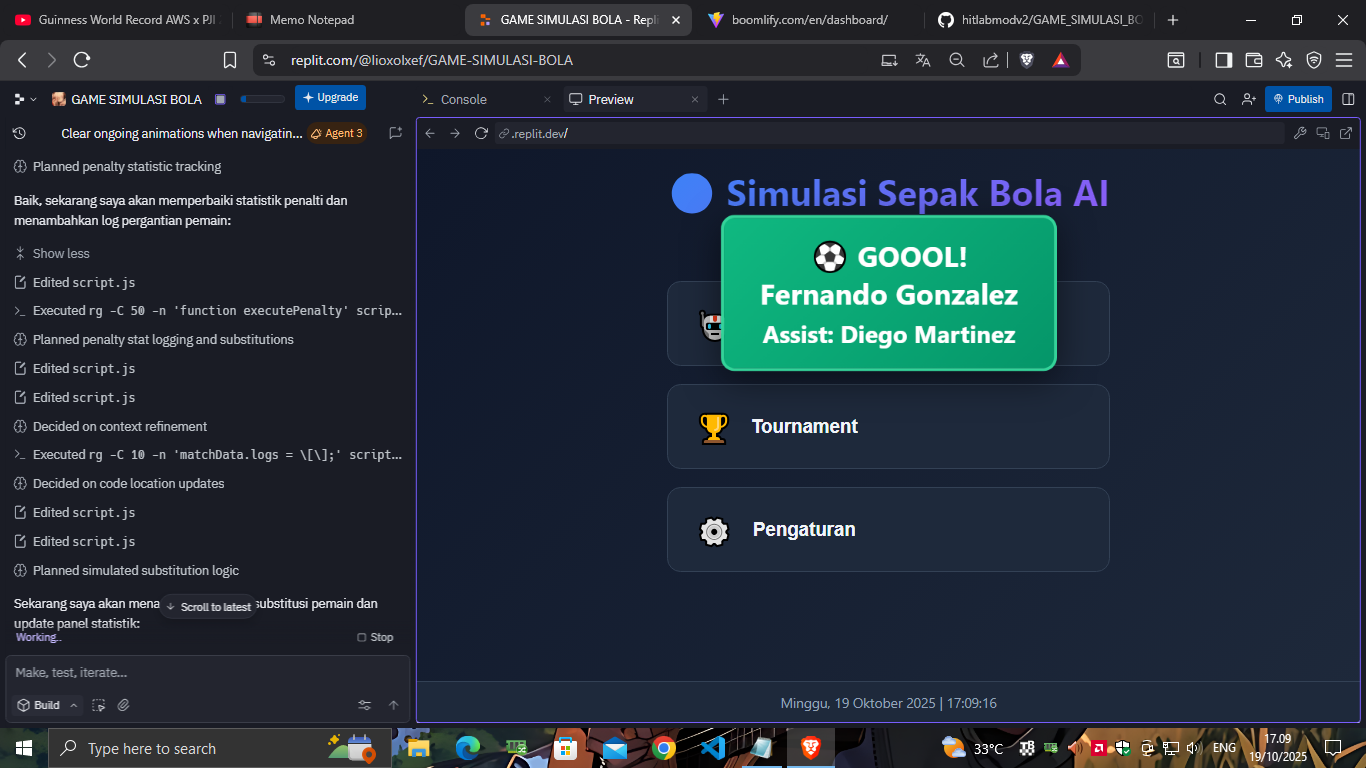 Guinness World Record AWS x PJI
Memo Notepad
GAME SIMULASI BOLA - Repli
boomlify.com/en/dashboard/
hitlabmodv2/GAME_SIMULASI_BO
replit.com/@lioxolxef/GAME-SIMULASI-BOLA
GAME SIMULASI BOLA
Upgrade
Console
Preview
Publish
Clear ongoing animations when navigatin...
Agent 3
.replit.dev/
Planned penalty statistic tracking
Baik, sekarang saya akan memperbaiki statistik penalti dan
menambahkan log pergantian pemain:
Show less
Edited script.js
Executed rg -C 50 -n 'function executePenalty' scrip...
Planned penalty stat logging and substitutions
Edited script.js
Edited script.js
Decided on context refinement
Executed rg -C 10 -n 'matchData.logs = \[\];' script...
Decided on code location updates
Edited script.js
Edited script.js
Planned simulated substitution logic
Sekarang saya akan mena
Scroll to latest
substitusi pemain dan
update panel statistik:
Working..
Stop
Make, test, iterate...
Build
Simulasi Sepak Bola AI
GOOOL!
Fernando Gonzalez
Assist: Diego Martinez
Tournament
Pengaturan
Minggu, 19 Oktober 2025 | 17:09:16
Type here to search
33°C
ENG
17.09
19/10/2025